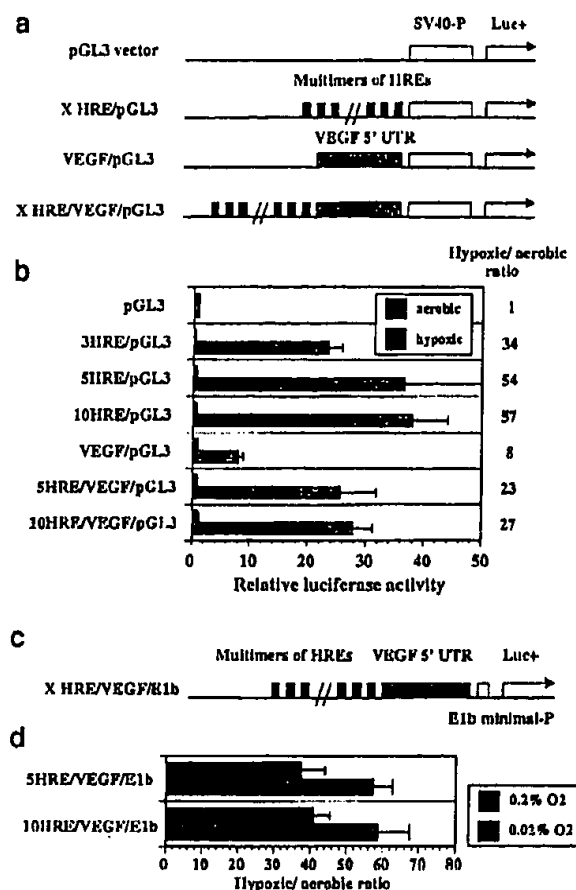 a
SV40-P Luc+
pGL3 vector
Multimers of HREs
X HRE/pGL3
VEGF 5' UTR
VEGF/pGL3
X HRE/VEGF/pGL3
b
Hypoxic/ aerobic
ratio
pGL3 1
aerobic
hypoxic
3HRE/pGL3 34
5HRE/pGL3 54
10HRE/pGL3 57
VEGF/pGL3 8
5HRE/VEGF/pGL3 23
10HRE/VEGF/pGL3 27
0 10 20 30 40 50
Relative luciferase activity
c
Multimers of HREs VEGF 5' UTR Luc+
X HRE/VEGF/E1b
E1b minimal-P
d
5HRE/VEGF/E1b
10HRE/VEGF/E1b
0.2% O2
0.02% O2
0 10 20 30 40 50 60 70 80
Hypoxic/ aerobic ratio